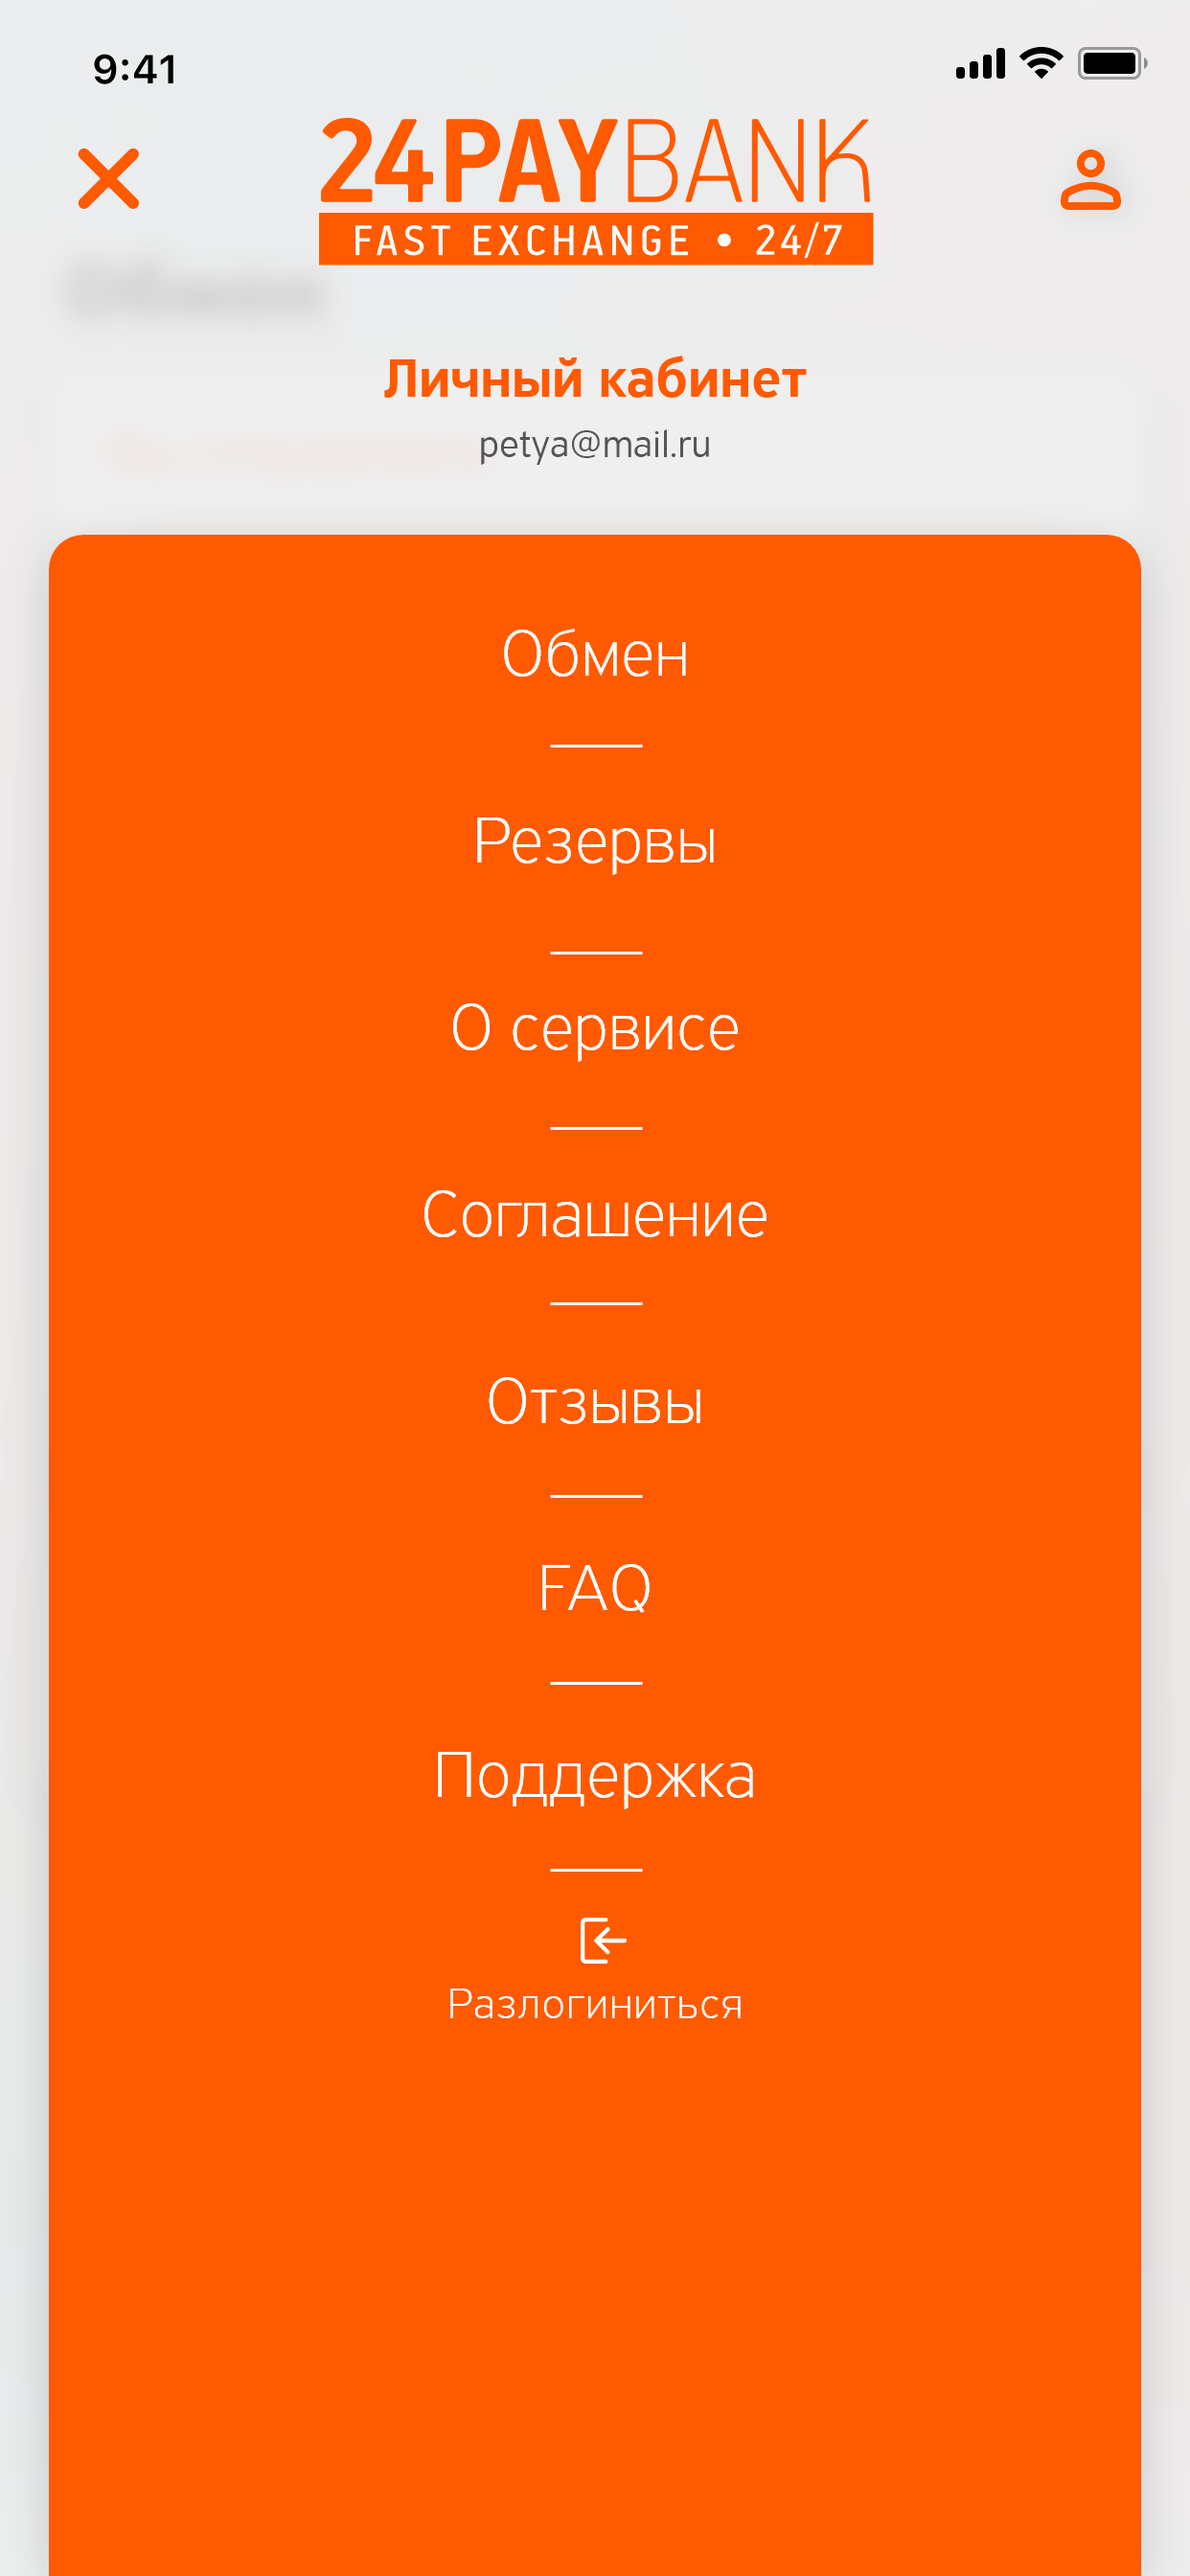 9:41
24PAYBANK
FAST EXCHANGE • 24/7
Личный кабинет
petya@mail.ru
Обмен
Резервы
О сервисе
Соглашение
Отзывы
FAQ
Поддержка
Разлогиниться